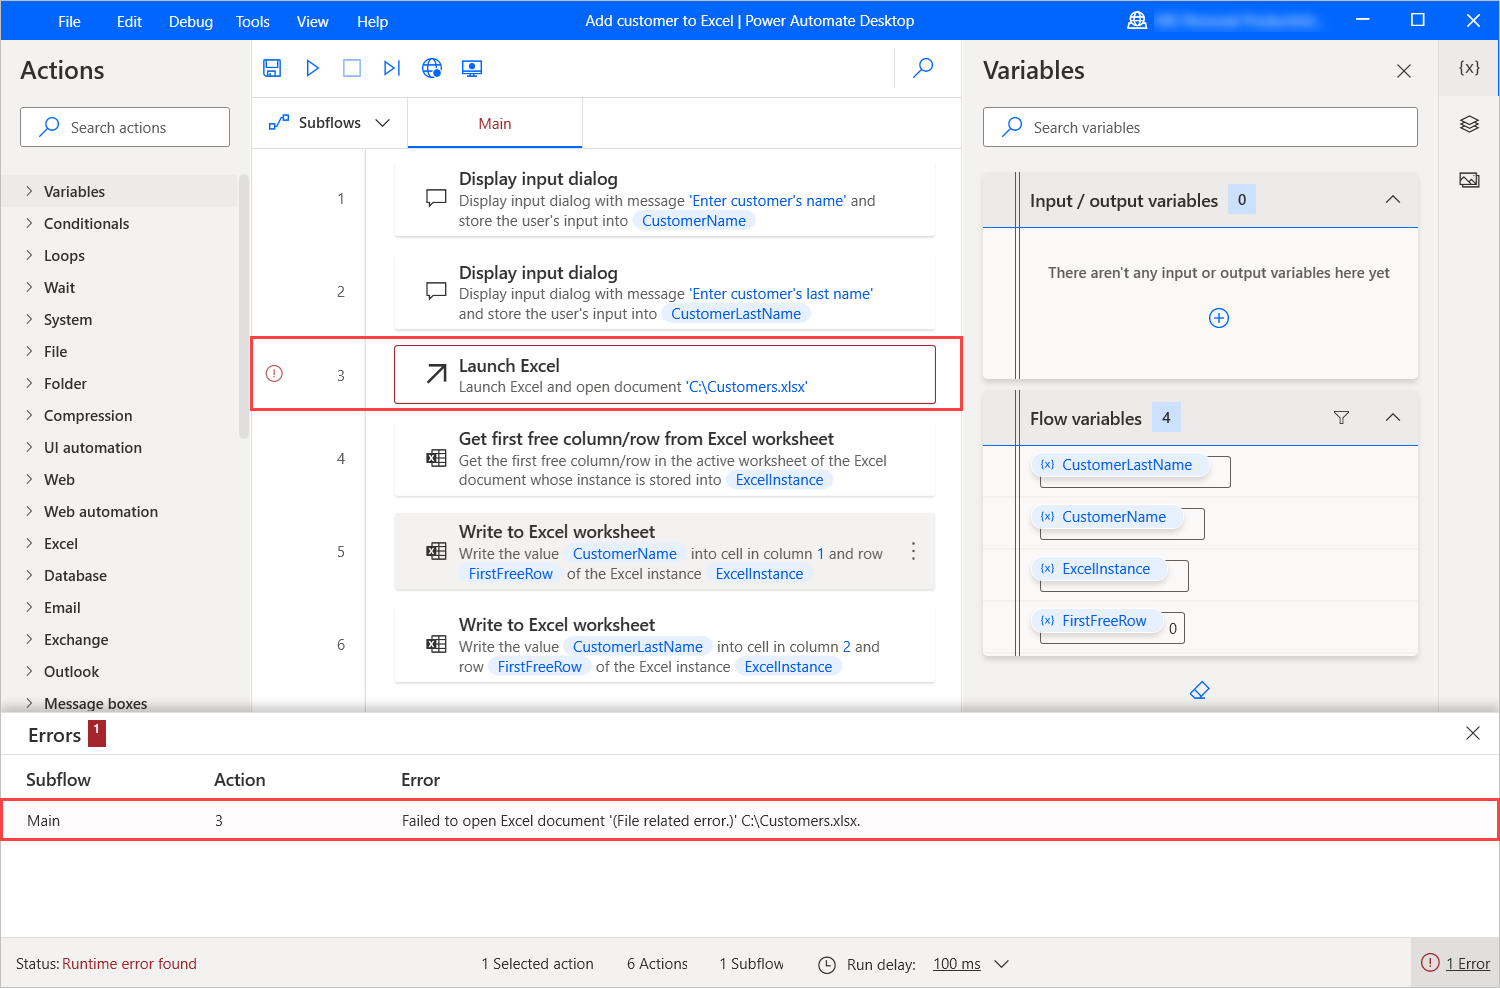 File Edit Debug Tools View Help Add customer to Excel | Power Automate Desktop
Actions
Search actions
Variables
Conditionals
Loops
Wait
System
File
Folder
Compression
UI automation
Web
Web automation
Excel
Database
Email
Exchange
Outlook
Message boxes
Subflows Main
1
Display input dialog
Display input dialog with message 'Enter customer's name' and
store the user's input into CustomerName
2
Display input dialog
Display input dialog with message 'Enter customer's last name'
and store the user's input into CustomerLastName
3
Launch Excel
Launch Excel and open document 'C:\Customers.xlsx'
4
Get first free column/row from Excel worksheet
Get the first free column/row in the active worksheet of the Excel
document whose instance is stored into ExcelInstance
5
Write to Excel worksheet
Write the value CustomerName into cell in column 1 and row
FirstFreeRow of the Excel instance ExcelInstance
6
Write to Excel worksheet
Write the value CustomerLastName into cell in column 2 and
row FirstFreeRow of the Excel instance ExcelInstance
Variables
{x}
Search variables
Input / output variables 0
There aren't any input or output variables here yet
Flow variables 4
{x} CustomerLastName
{x} CustomerName
{x} ExcelInstance
{x} FirstFreeRow 0
Errors 1
Subflow Action Error
Main 3 Failed to open Excel document '(File related error.)' C:\Customers.xlsx.
Status: Runtime error found 1 Selected action 6 Actions 1 Subflow Run delay: 100 ms 1 Error